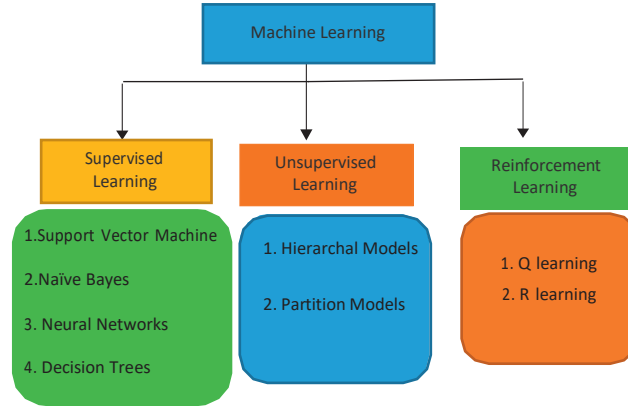 Machine Learning
Supervised
Learning
Unsupervised
Learning
Reinforcement
Learning
1.Support Vector Machine
2.Naïve Bayes
3. Neural Networks
4. Decision Trees
1. Hierarchal Models
2. Partition Models
1. Q learning
2. R learning